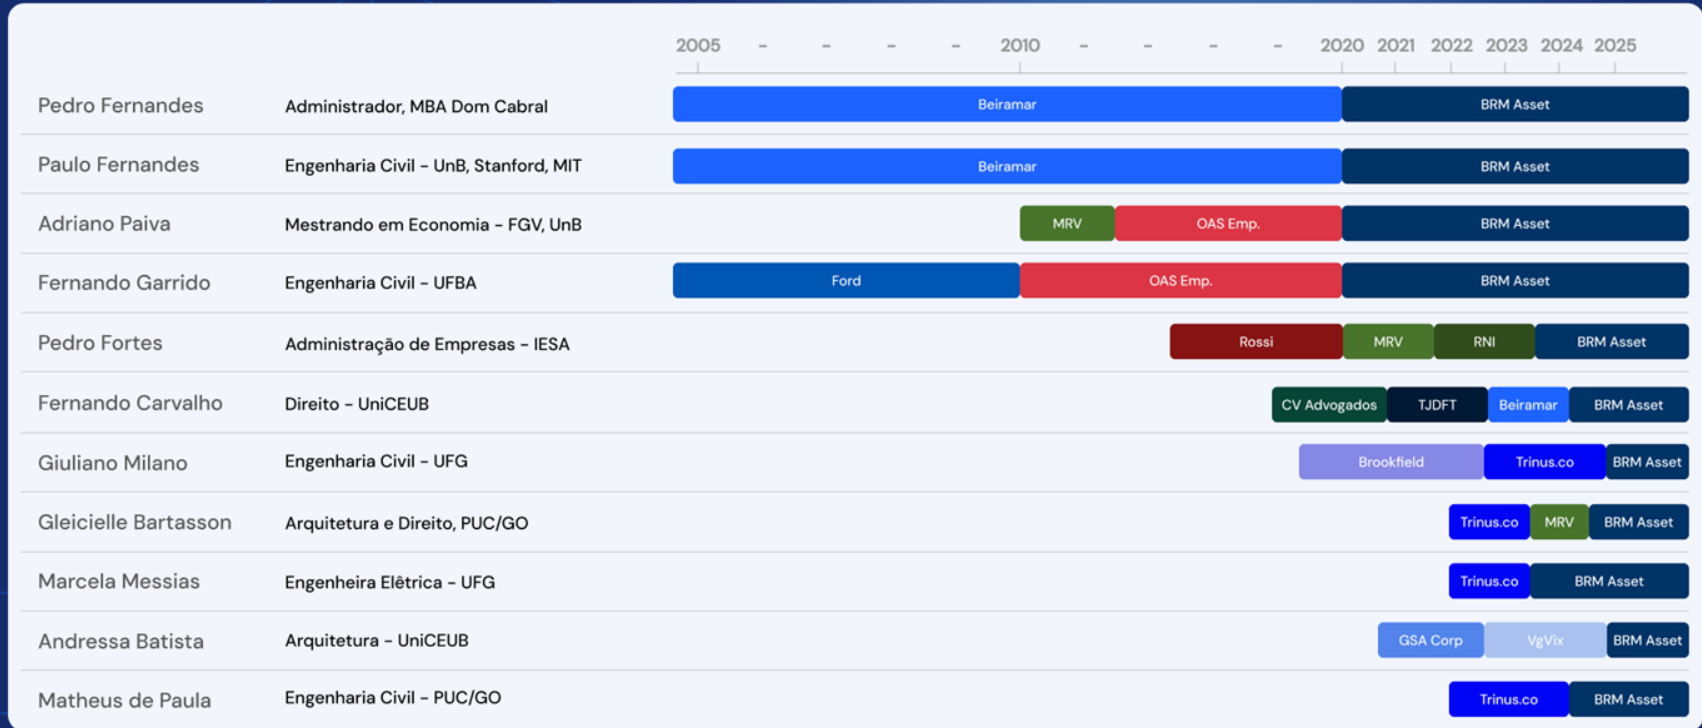 2005 - - - - 2010 - - - - 2020 2021 2022 2023 2024 2025
Pedro Fernandes Administrador, MBA Dom Cabral Beiramar BRM Asset
Paulo Fernandes Engenharia Civil - UnB, Stanford, MIT Beiramar BRM Asset
Adriano Paiva Mestrando em Economia - FGV, UnB MRV OAS Emp. BRM Asset
Fernando Garrido Engenharia Civil - UFBA Ford OAS Emp. BRM Asset
Pedro Fortes Administração de Empresas - IESA Rossi MRV RNI BRM Asset
Fernando Carvalho Direito - UniCEUB CV Advogados TJDFT Beiramar BRM Asset
Giuliano Milano Engenharia Civil - UFG Brookfield Trinus.co BRM Asset
Gleicielle Bartasson Arquitetura e Direito, PUC/GO Trinus.co MRV BRM Asset
Marcela Messias Engenheira Elêtrica - UFG Trinus.co BRM Asset
Andressa Batista Arquitetura - UniCEUB GSA Corp VgVix BRM Asset
Matheus de Paula Engenharia Civil - PUC/GO Trinus.co BRM Asset